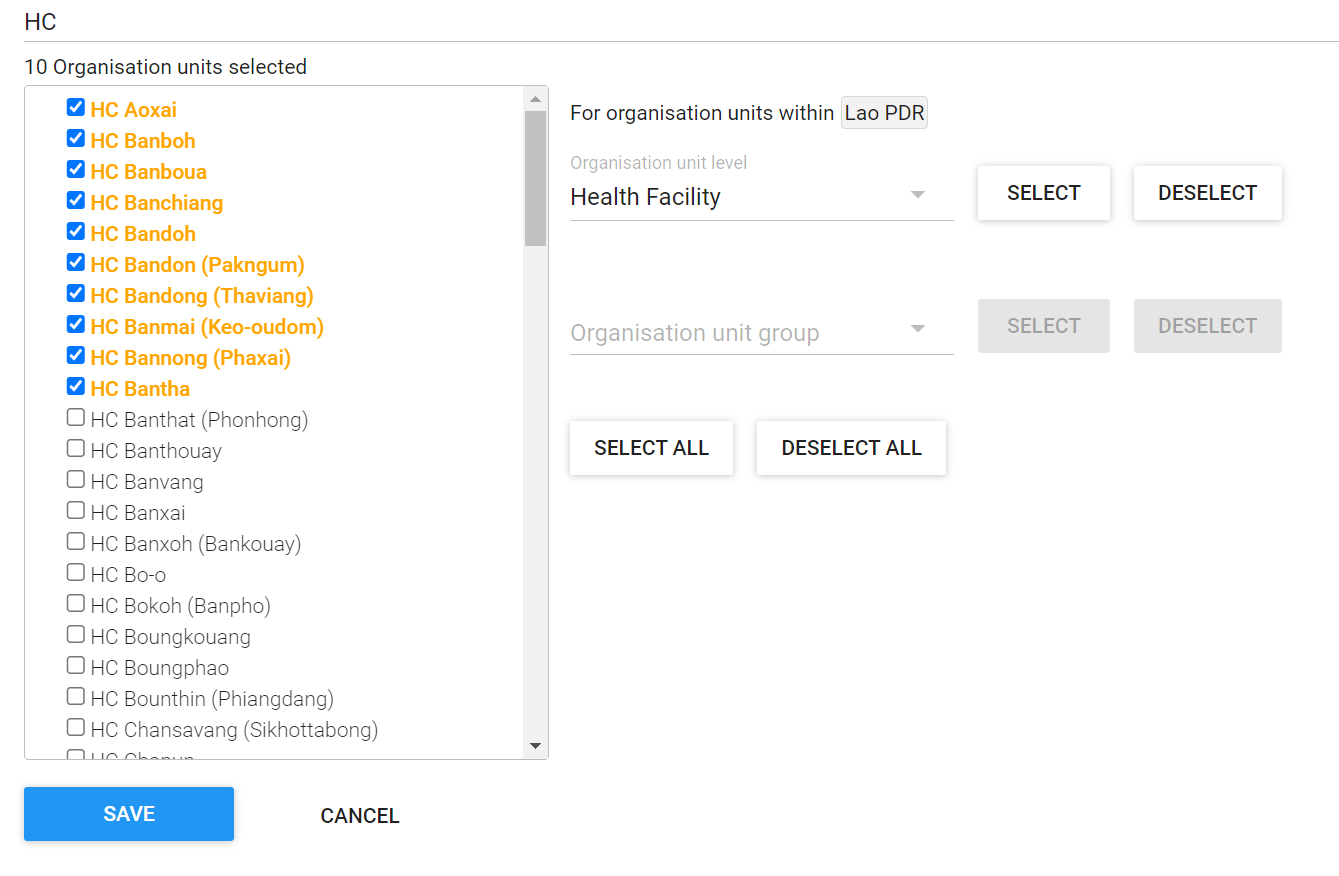 HC
10 Organisation units selected
HC Aoxai
HC Banboh
HC Banboua
HC Banchiang
HC Bandoh
HC Bandon (Pakngum)
HC Bandong (Thaviang)
HC Banmai (Keo-oudom)
HC Bannong (Phaxai)
HC Bantha
HC Banthat (Phonhong)
HC Banthouay
HC Banvang
HC Banxai
HC Banxoh (Bankouay)
HC Bo-o
HC Bokoh (Banpho)
HC Boungkouang
HC Boungphao
HC Bounthin (Phiangdang)
HC Chansavang (Sikhottabong)
HC
For organisation units within Lao PDR
Organisation unit level
Health Facility
SELECT DESELECT
Organisation unit group
SELECT DESELECT
SELECT ALL DESELECT ALL
SAVE CANCEL